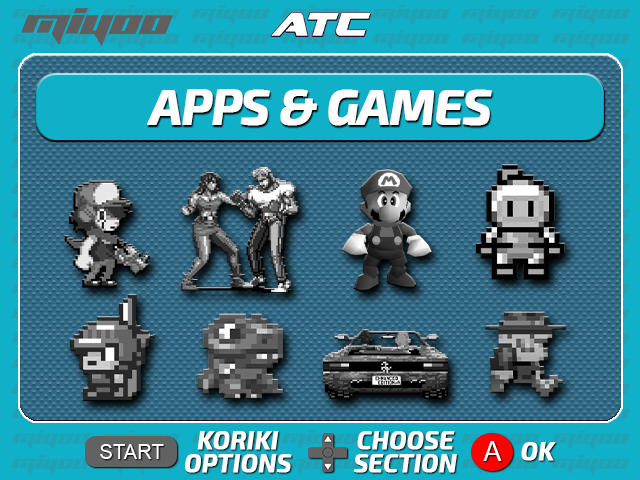 miyoo
ATC
APPS & GAMES
M
START
KORIKI
OPTIONS
CHOOSE
SECTION
A
OK